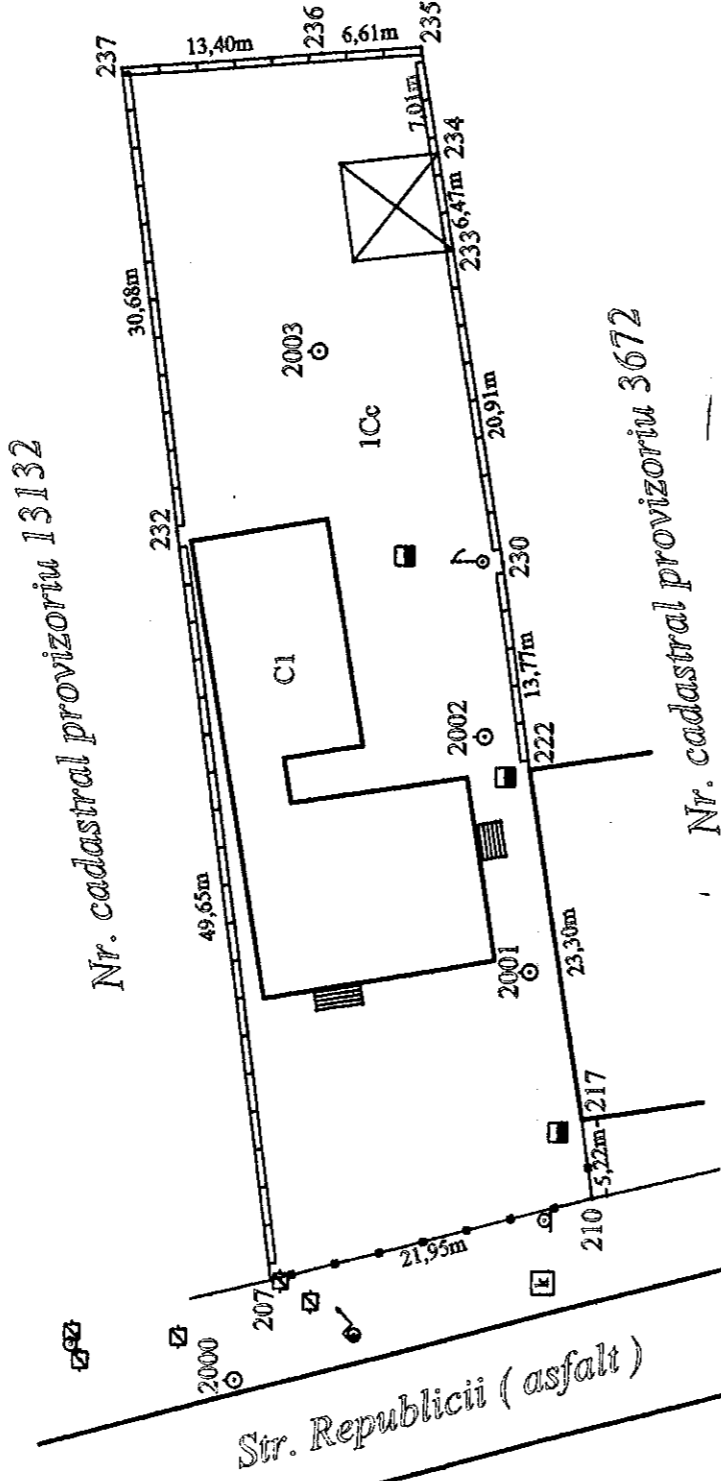 237
13,40m
236
6,61m
235
7,01m
234
6,47m
233
30,68m
2003
20,91m
1Cc
Nr. cadastral provizoriu 13132
232
C1
230
13,77m
2002
222
Nr. cadastral provizoriu 3672
49,65m
2001
23,30m
217
5,22m
210
21,95m
207
k
2000
Str. Republicii ( asfalt )